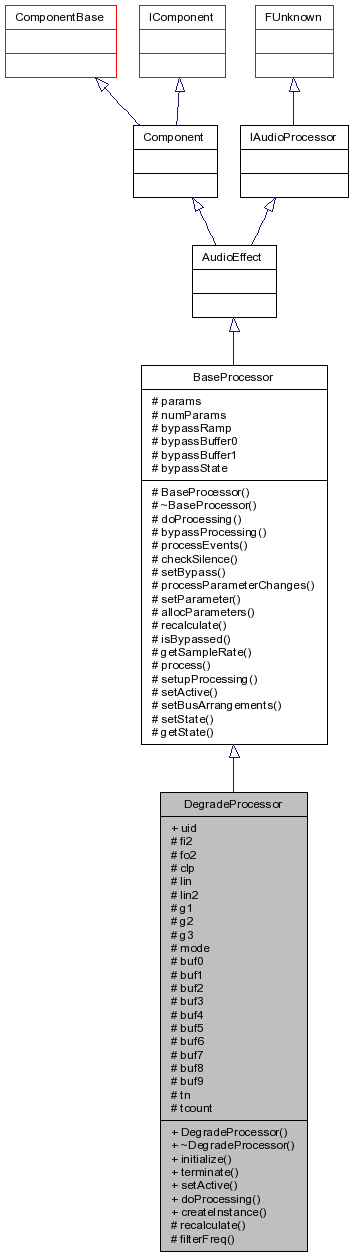 ComponentBase
IComponent
FUnknown
Component
IAudioProcessor
AudioEffect
BaseProcessor
# params
# numParams
# bypassRamp
# bypassBuffer0
# bypassBuffer1
# bypassState
# BaseProcessor()
# ~BaseProcessor()
# doProcessing()
# bypassProcessing()
# processEvents()
# checkSilence()
# setBypass()
# processParameterChanges()
# setParameter()
# allocParameters()
# recalculate()
# isBypassed()
# getSampleRate()
# process()
# setupProcessing()
# setActive()
# setBusArrangements()
# setState()
# getState()
DegradeProcessor
+ uid
# fi2
# fo2
# clp
# lin
# lin2
# g1
# g2
# g3
# mode
# buf0
# buf1
# buf2
# buf3
# buf4
# buf5
# buf6
# buf7
# buf8
# buf9
# tn
# tcount
+ DegradeProcessor()
+ ~DegradeProcessor()
+ initialize()
+ terminate()
+ setActive()
+ doProcessing()
+ createInstance()
# recalculate()
# filterFreq()